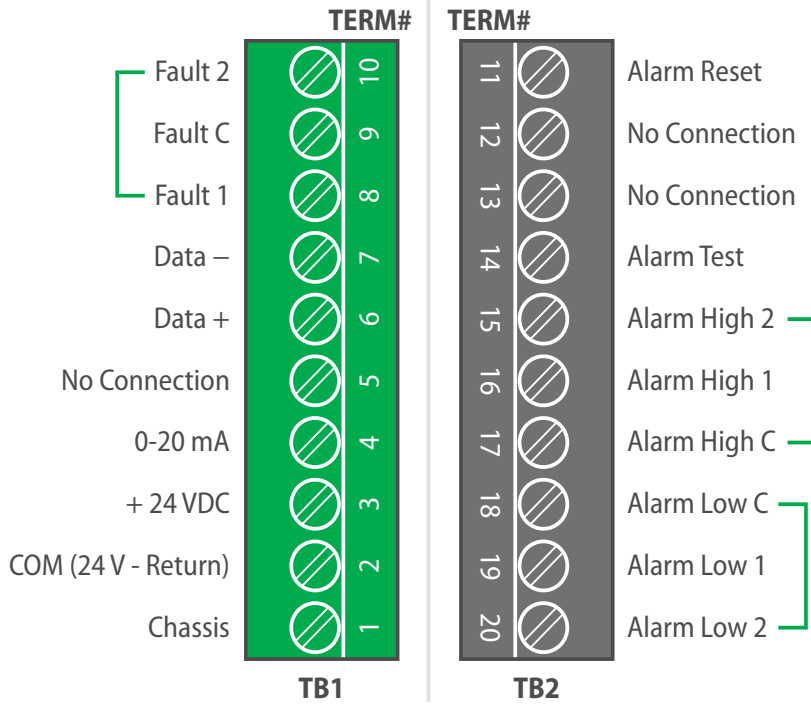 TERM# TERM#
Fault 2 10 11 Alarm Reset
Fault C 9 12 No Connection
Fault 1 8 13 No Connection
Data – 7 14 Alarm Test
Data + 6 15 Alarm High 2
No Connection 5 16 Alarm High 1
0-20 mA 4 17 Alarm High C
+ 24 VDC 3 18 Alarm Low C
COM (24 V - Return) 2 19 Alarm Low 1
Chassis 1 20 Alarm Low 2
TB1 TB2